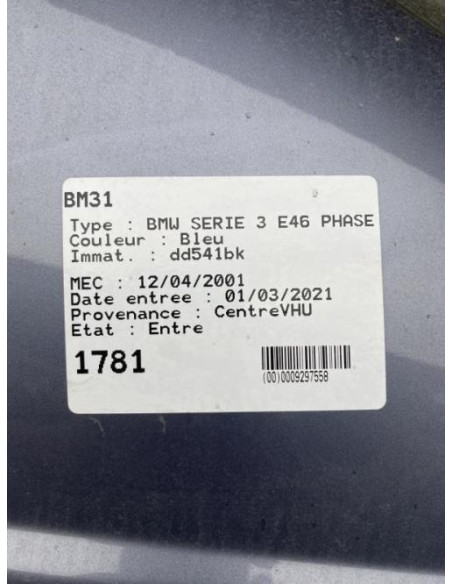 BM31
Type : BMW SERIE 3 E46 PHASE
Couleur : Bleu
Immat. : dd541bk
MEC : 12/04/2001
Date entree : 01/03/2021
Provenance : CentreVHU
Etat : Entre
1781
(00)0009297558